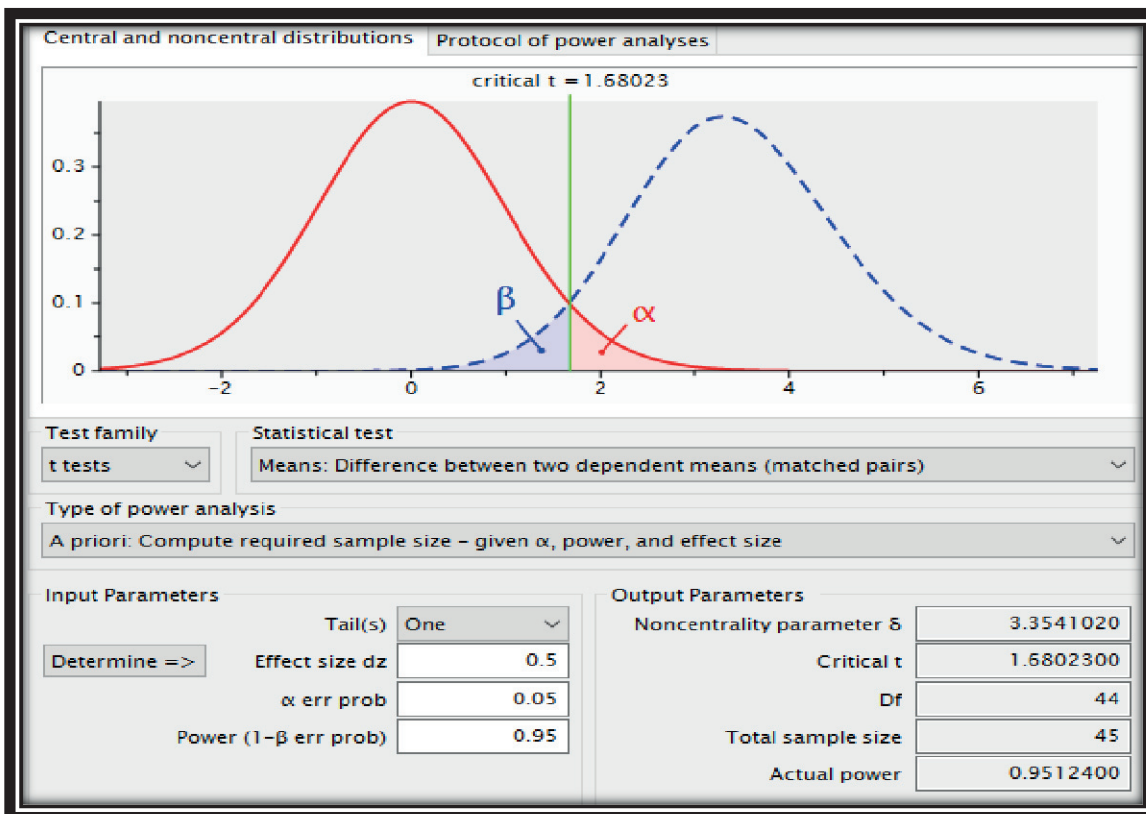 Central and noncentral distributions Protocol of power analyses
critical t = 1.68023
0.3
0.2
0.1
0
β
α
-2 0 2 4 6
Test family Statistical test
t tests Means: Difference between two dependent means (matched pairs)
Type of power analysis
A priori: Compute required sample size – given α, power, and effect size
Input Parameters Output Parameters
Tail(s) One Noncentrality parameter δ 3.3541020
Determine => Effect size dz 0.5 Critical t 1.6802300
α err prob 0.05 Df 44
Power (1-β err prob) 0.95 Total sample size 45
Actual power 0.9512400